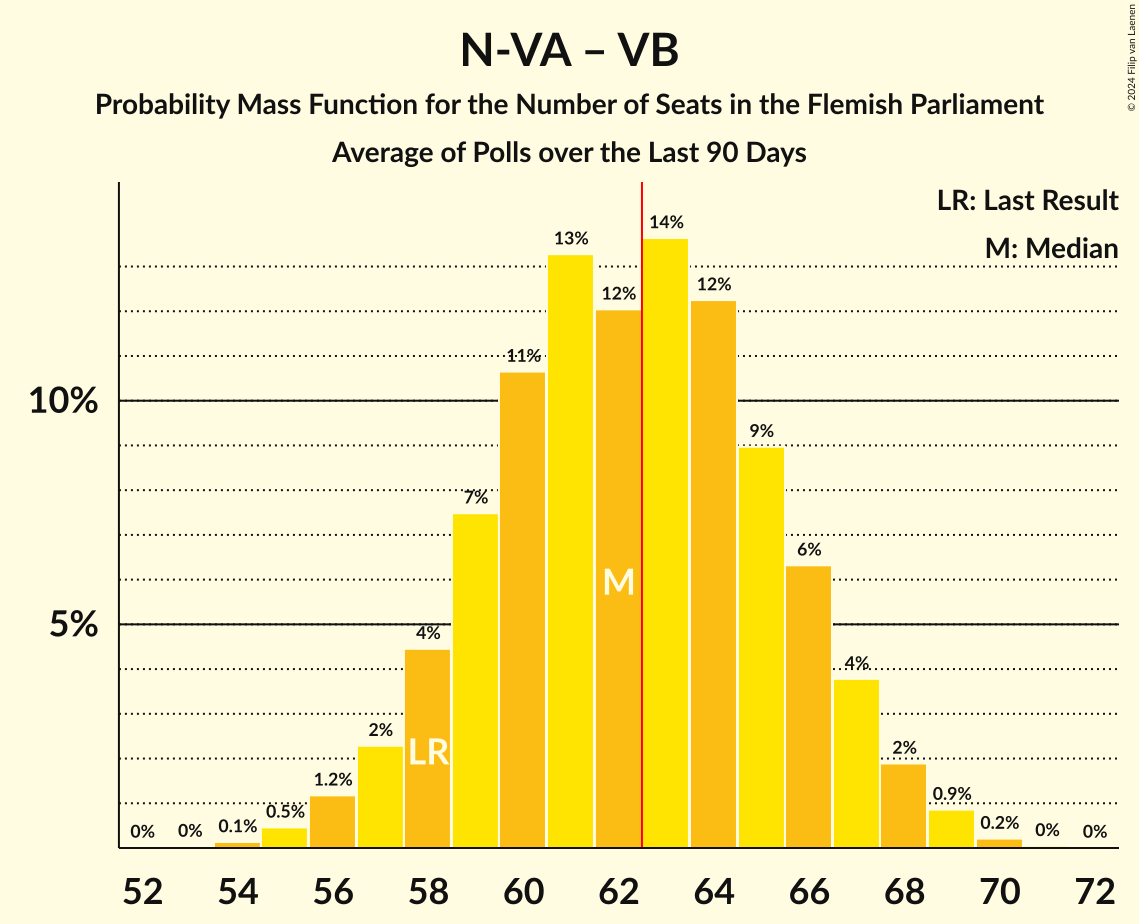 N-VA – VB
Probability Mass Function for the Number of Seats in the Flemish Parliament
Average of Polls over the Last 90 Days
© 2024 Filip van Laenen
LR: Last Result
M: Median
10%
5%
0%
0%
0.1%
0.5%
1.2%
2%
4%
7%
11%
13%
12%
14%
12%
9%
6%
4%
2%
0.9%
0.2%
0%
0%
LR
M
52 54 56 58 60 62 64 66 68 70 72